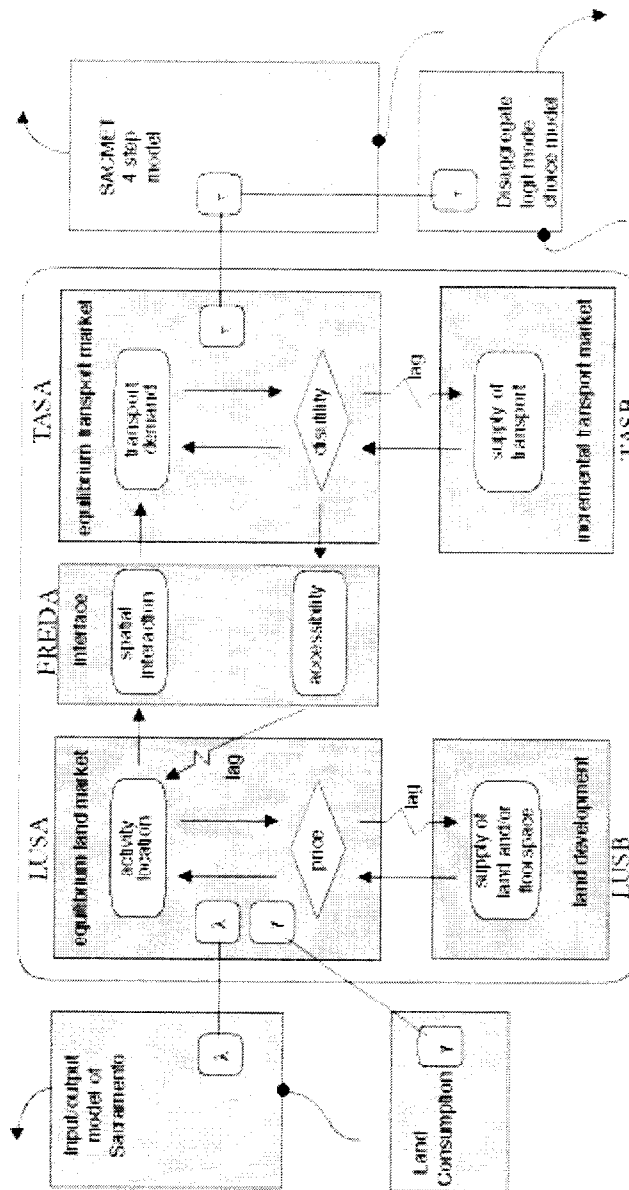 LUSA
FREDA
TASA
Input/output
model of
Sacramento
λ
equilibrium land market
activity
location
λ
γ
price
lag
lag
interface
spatial
interaction
accessibility
equilibrium transport market
transport
demand
τ
disutility
lag
SACMET
4 step
model
τ
Land
Consumption
γ
supply of
land and/or
floorspace
land development
LUSB
supply of
transport
incremental transport market
TASB
τ
Disaggregate
logit mode
choice model